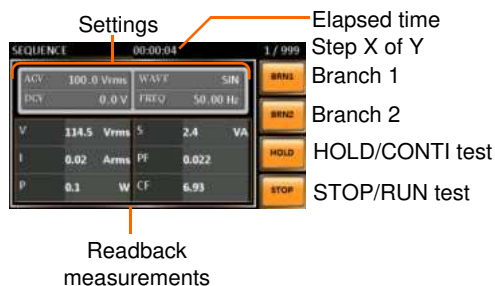 Settings
Elapsed time
SEQUENCE 00:00:04 1 / 999
Step X of Y
ACV 100.0 Vrms WAVE SIN
BRN1
Branch 1
DCV 0.0 V FREQ 50.00 Hz
BRN2
Branch 2
V 114.5 Vrms S 2.4 VA
I 0.02 Arms PF 0.022
HOLD
HOLD/CONTI test
P 0.1 W CF 6.93
STOP
STOP/RUN test
Readback
measurements